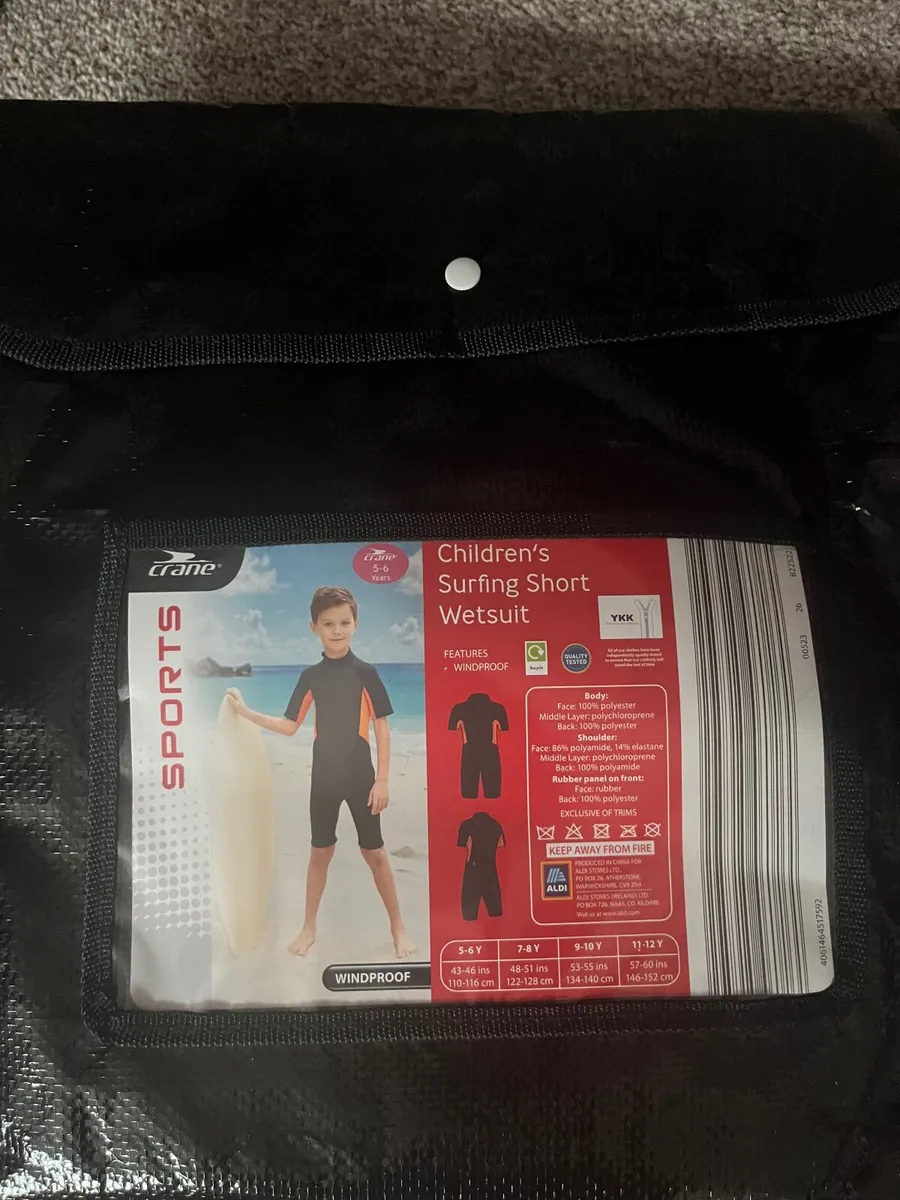 crane
SPORTS
crane
5-6
Years
WINDPROOF
Children's
Surfing Short
Wetsuit
YKK
FEATURES
• WINDPROOF
Recycle
QUALITY
TESTED
Body:
Face: 100% polyester
Middle Layer: polychloroprene
Back: 100% polyester
Shoulder:
Face: 86% polyamide, 14% elastane
Middle Layer: polychloroprene
Back: 100% polyamide
Rubber panel on front:
Face: rubber
Back: 100% polyester
EXCLUSIVE OF TRIMS
KEEP AWAY FROM FIRE
ALDI
PRODUCED IN CHINA FOR
ALDI STORES LTD.,
PO BOX 26, ATHERSTONE,
WARWICKSHIRE, CV9 2SH
ALDI STORES (IRELAND) LTD.
PO BOX 726, NAAS, CO. KILDARE.
Visit us at www.aldi.com
5-6 Y 7-8 Y 9-10 Y 11-12 Y
43-46 ins 48-51 ins 53-55 ins 57-60 ins
110-116 cm 122-128 cm 134-140 cm 146-152 cm
822522
26
00523
4061464517592